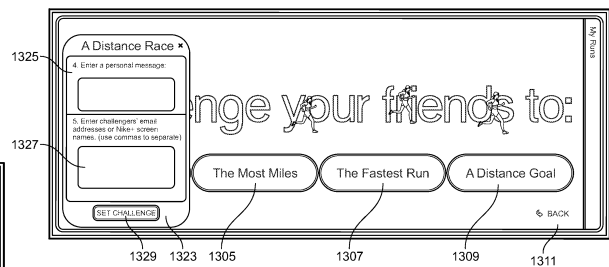 A Distance Race ×
4. Enter a personal message:
5. Enter challengers' email
addresses or Nike+ screen
names. (use commas to separate)
SET CHALLENGE
enge your friends to:
The Most Miles
The Fastest Run
A Distance Goal
BACK
My Runs
1325
1327
1329
1323
1305
1307
1309
1311